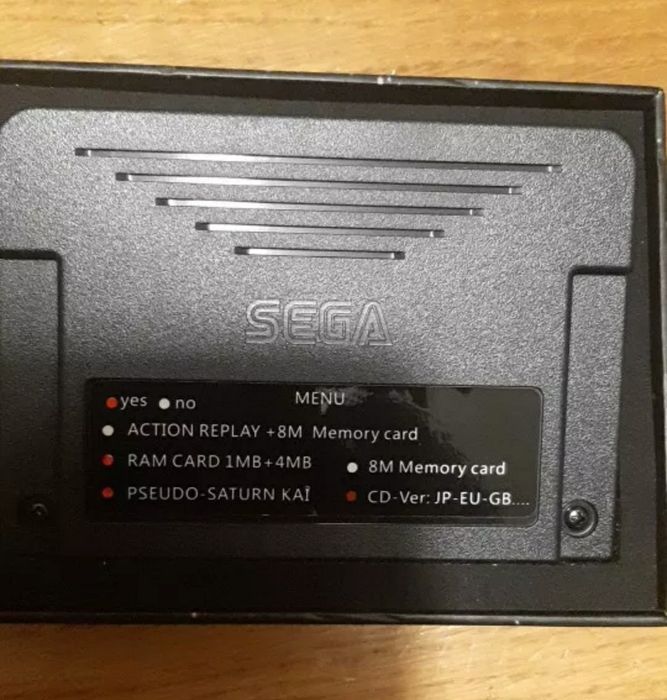 SEGA
yes no MENU
ACTION REPLAY +8M Memory card
RAM CARD 1MB+4MB 8M Memory card
PSEUDO-SATURN KAÎ CD-Ver: JP-EU-GB....